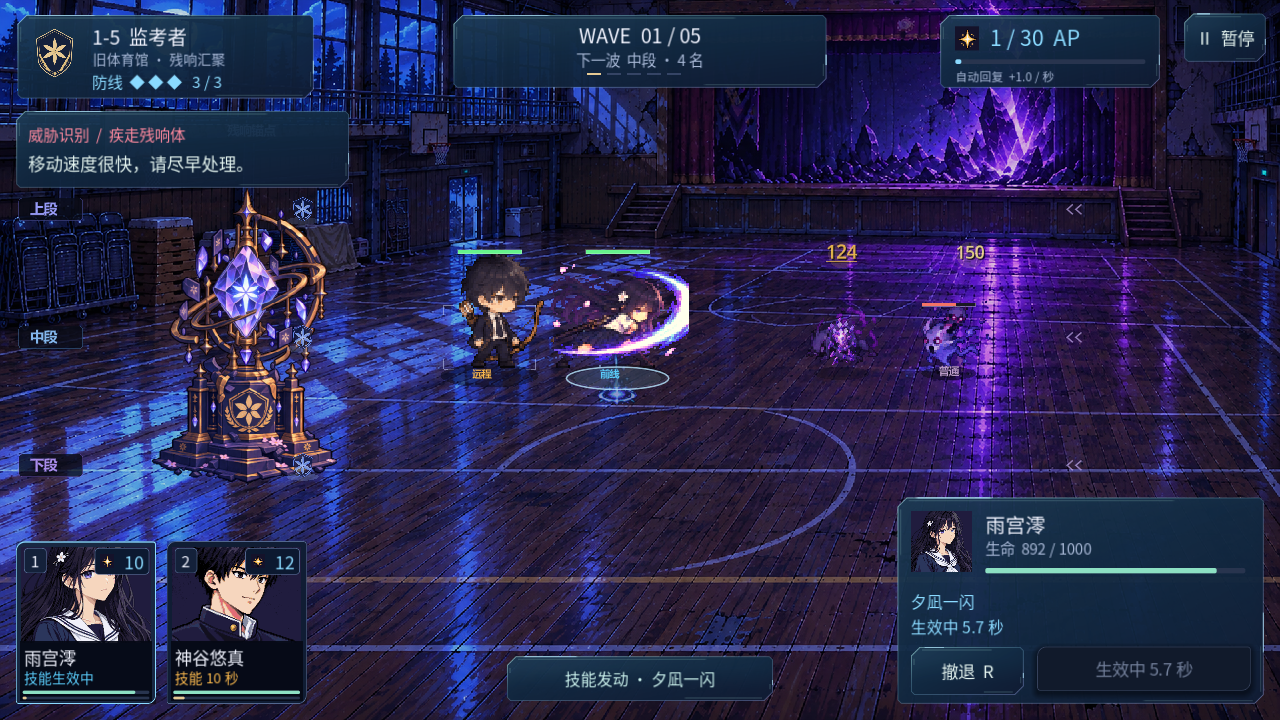 1-5 监考者
旧体育馆 · 残响汇聚
防线 ◆◆◆ 3 / 3
WAVE 01 / 05
下一波 中段 · 4 名
1 / 30 AP
自动回复 +1.0 / 秒
暂停
威胁识别 / 疾走残响体
移动速度很快，请尽早处理。
上段
中段
下段
124
150
远程
前线
普通
1
10
雨宫澪
技能生效中
2
12
神谷悠真
技能 10 秒
技能发动 · 夕凪一闪
雨宫澪
生命 892 / 1000
夕凪一闪
生效中 5.7 秒
撤退 R
生效中 5.7 秒